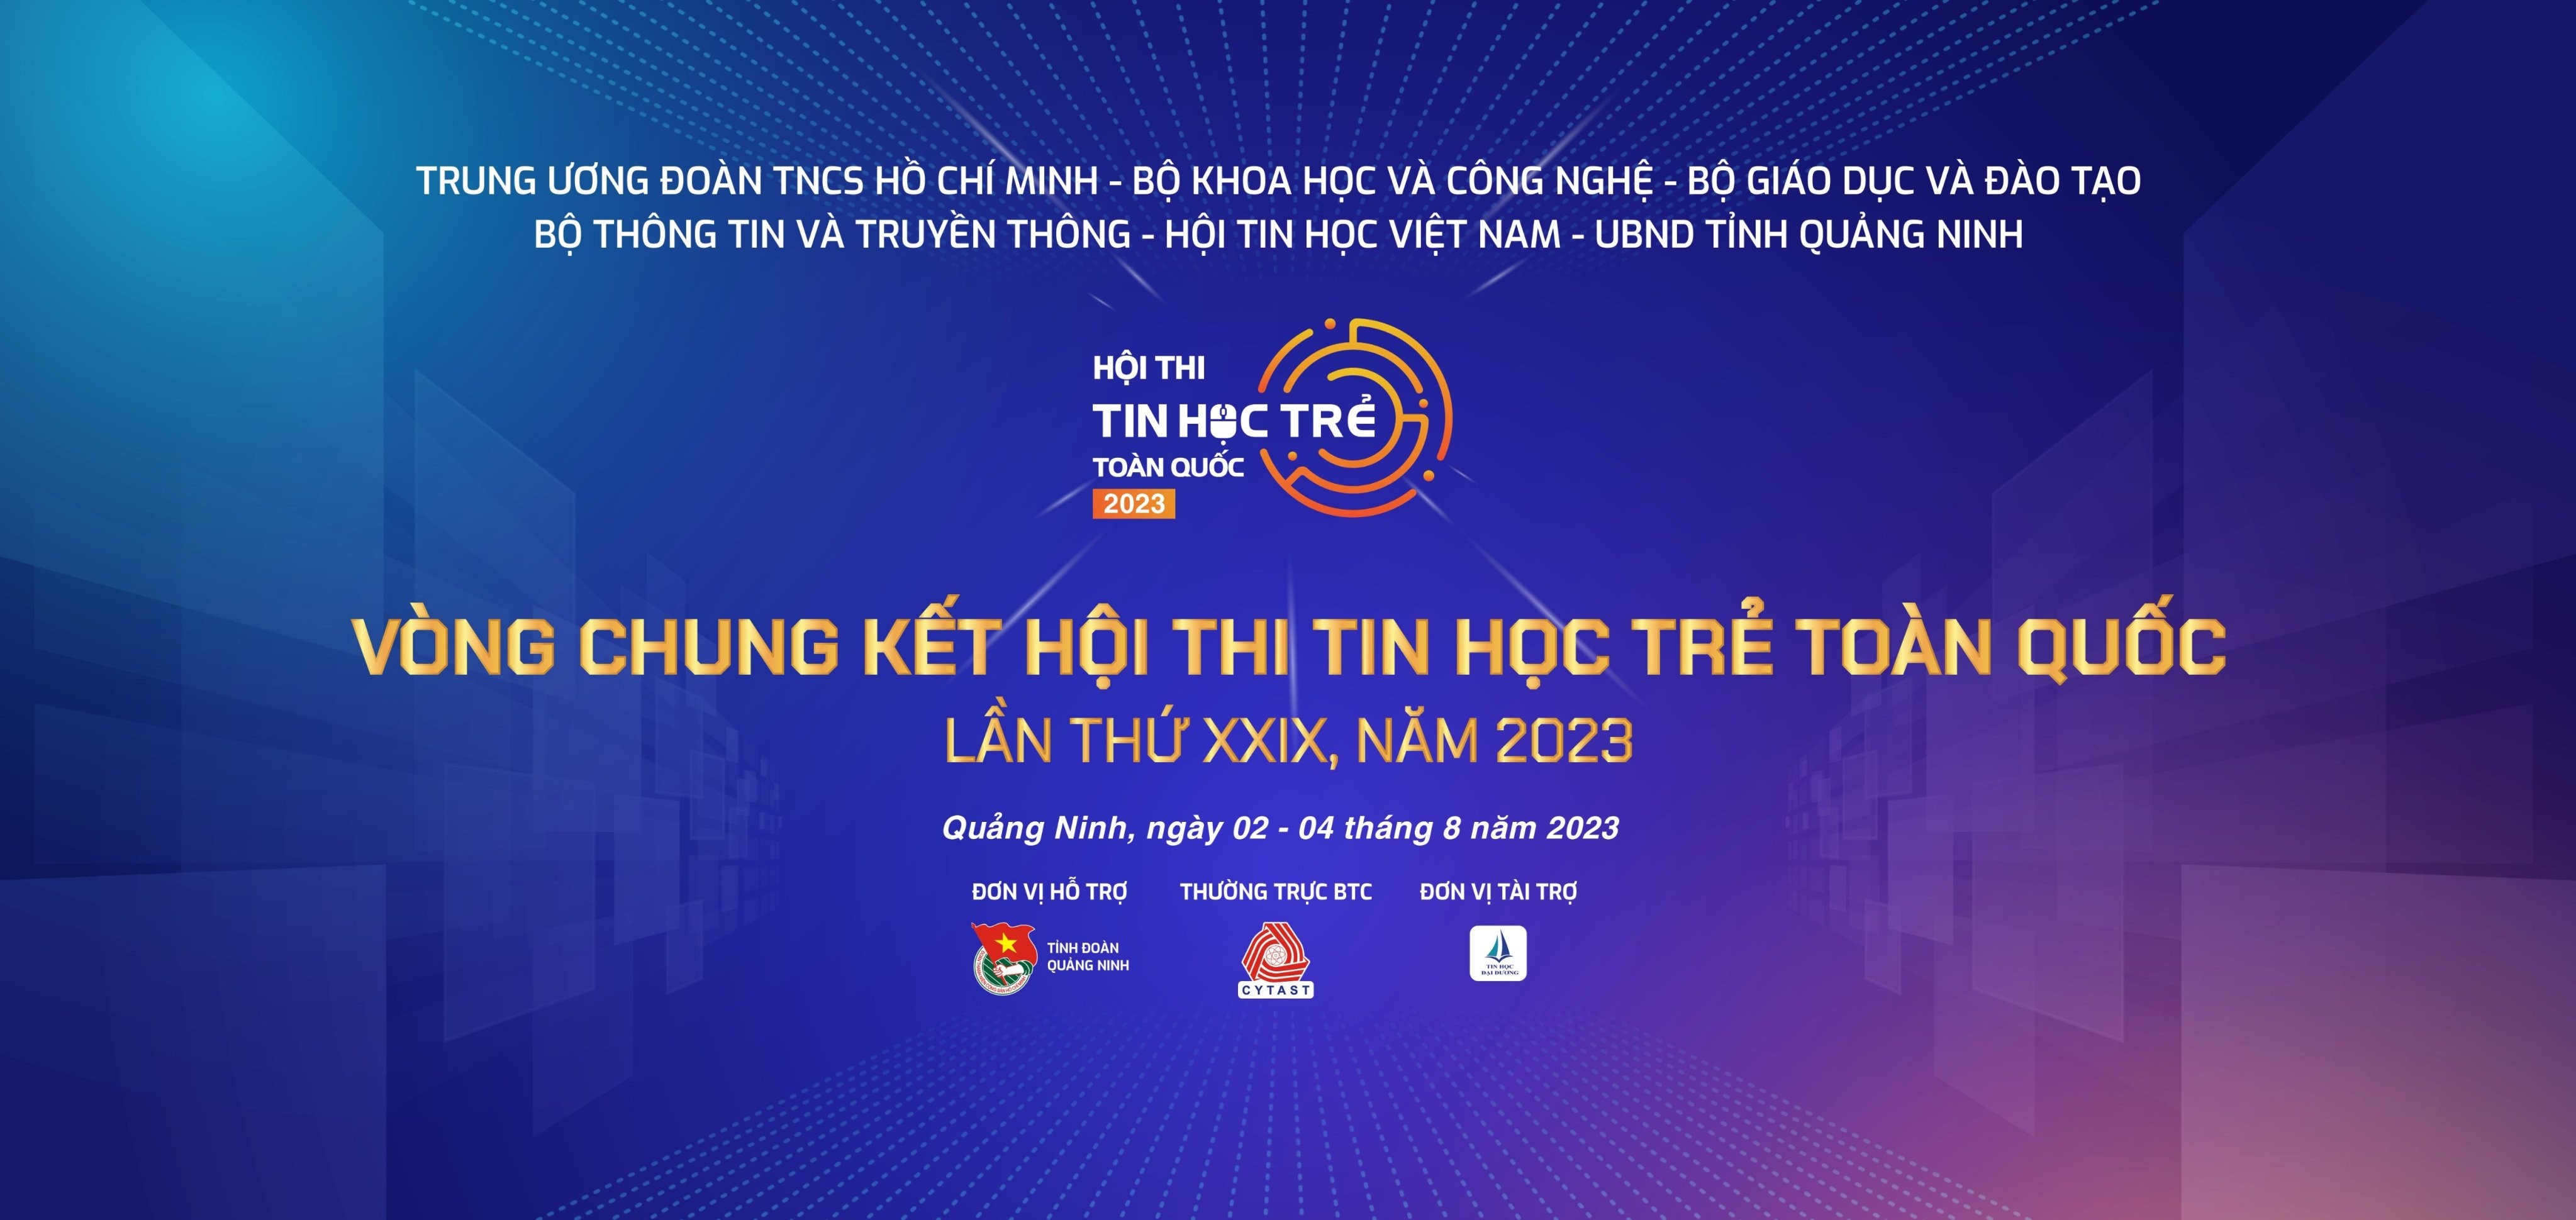 TRUNG ƯƠNG ĐOÀN TNCS HỒ CHÍ MINH - BỘ KHOA HỌC VÀ CÔNG NGHỆ - BỘ GIÁO DỤC VÀ ĐÀO TẠO
BỘ THÔNG TIN VÀ TRUYỀN THÔNG - HỘI TIN HỌC VIỆT NAM - UBND TỈNH QUẢNG NINH
HỘI THI
TIN HỌC TRẺ
TOÀN QUỐC
2023
VÒNG CHUNG KẾT HỘI THI TIN HỌC TRẺ TOÀN QUỐC
LẦN THỨ XXIX, NĂM 2023
Quảng Ninh, ngày 02 - 04 tháng 8 năm 2023
ĐƠN VỊ HỖ TRỢ THƯỜNG TRỰC BTC ĐƠN VỊ TÀI TRỢ
TỈNH ĐOÀN
QUẢNG NINH
CYTAST
TIN HỌC
ĐẠI DƯƠNG